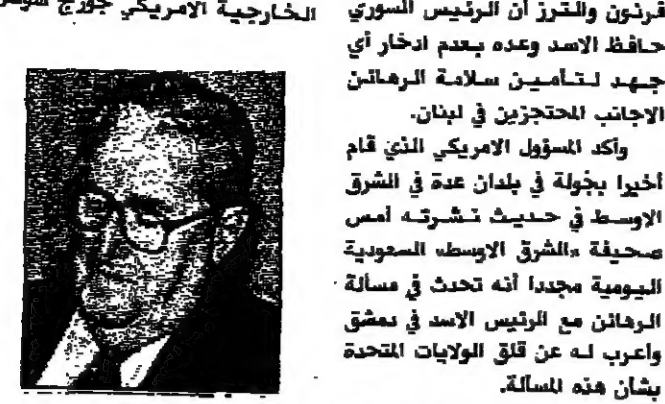 قرنون والترز أن الرئيس السوري
حافظ الاسد وعده بعدم ادخار أي
جهد لتأمين سلامة الرهائن
الاجانب المحتجزين في لبنان.
وأكد المسؤول الامريكي الذي قام
أخيرا بجولة في بلدان عدة في الشرق
الاوسط في حديث نشرته أمس
صحيفة «الشرق الاوسط» السعودية
اليومية مجددا أنه تحدث في مسألة
الرهائن مع الرئيس الاسد في دمشق
وأعرب له عن قلق الولايات المتحدة
بشأن هذه المسألة.
الخارجية الامريكي جورج